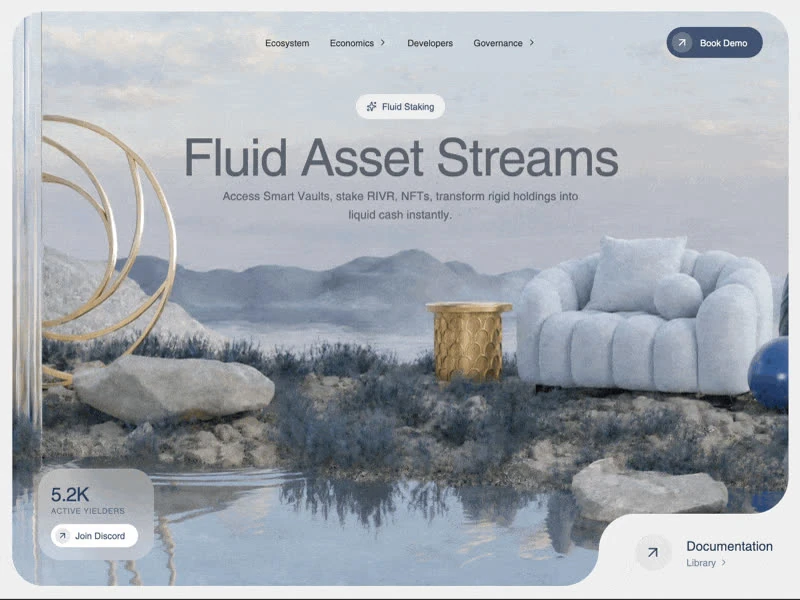 Ecosystem
Economics
Developers
Governance
Book Demo
Fluid Staking
Fluid Asset Streams
Access Smart Vaults, stake RIVR, NFTs, transform rigid holdings into
liquid cash instantly.
5.2K
ACTIVE YIELDERS
Join Discord
Documentation
Library